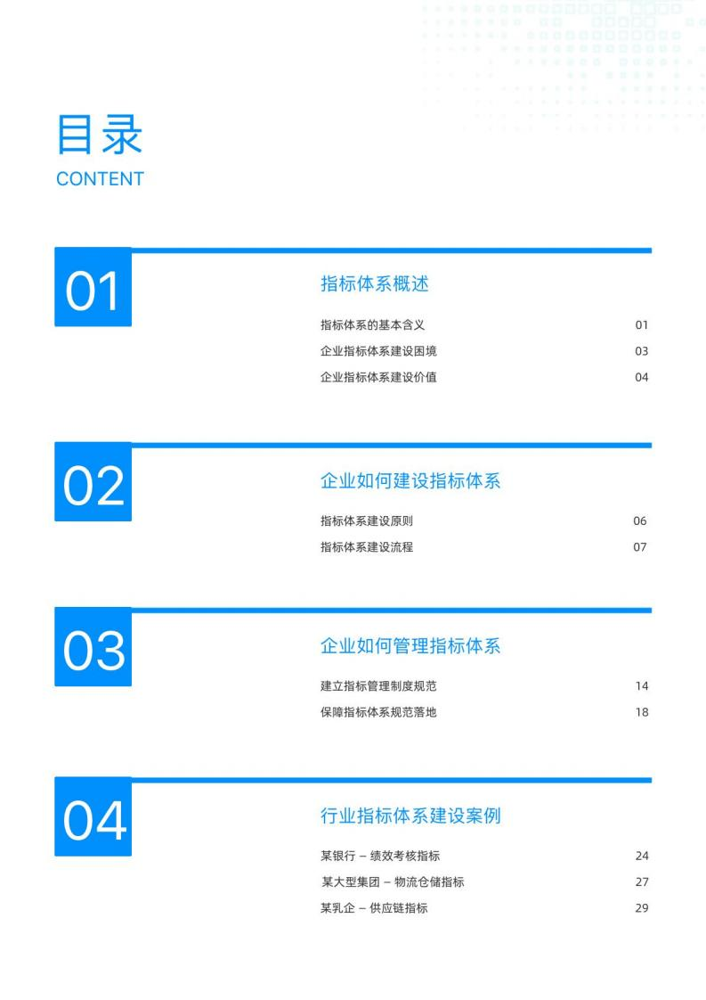 目录
CONTENT
01
指标体系概述
指标体系的基本含义 01
企业指标体系建设困境 03
企业指标体系建设价值 04
02
企业如何建设指标体系
指标体系建设原则 06
指标体系建设流程 07
03
企业如何管理指标体系
建立指标管理制度规范 14
保障指标体系规范落地 18
04
行业指标体系建设案例
某银行 – 绩效考核指标 24
某大型集团 – 物流仓储指标 27
某乳企 – 供应链指标 29